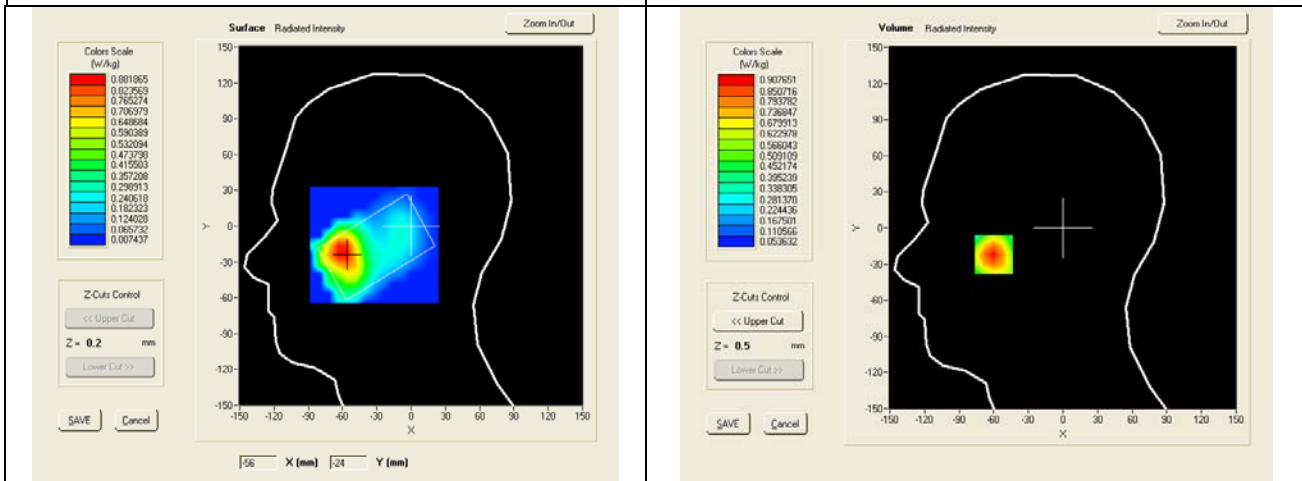 Surface Radiated Intensity
Zoom In/Out
Colors Scale
(W/kg)
0.881865
0.823569
0.765274
0.706979
0.648684
0.590389
0.532094
0.473798
0.415503
0.357208
0.298913
0.240618
0.182323
0.124028
0.065732
0.007437
Z-Cuts Control
<< Upper Cut
Z = 0.2 mm
Lower Cut >>
SAVE Cancel
150
120
90
60
30
0
-30
-60
-90
-120
-150
Y
-150 -120 -90 -60 -30 0 30 60 90 120 150
X
-56 X (mm) -24 Y (mm)
Volume Radiated Intensity
Zoom In/Out
Colors Scale
(W/kg)
0.907651
0.850716
0.793782
0.736847
0.679913
0.622978
0.566043
0.509109
0.452174
0.395239
0.338305
0.281370
0.224436
0.167501
0.110566
0.053632
Z-Cuts Control
<< Upper Cut
Z = 0.5 mm
Lower Cut >>
SAVE Cancel
150
120
90
60
30
0
-30
-60
-90
-120
-150
Y
-150 -120 -90 -60 -30 0 30 60 90 120 150
X